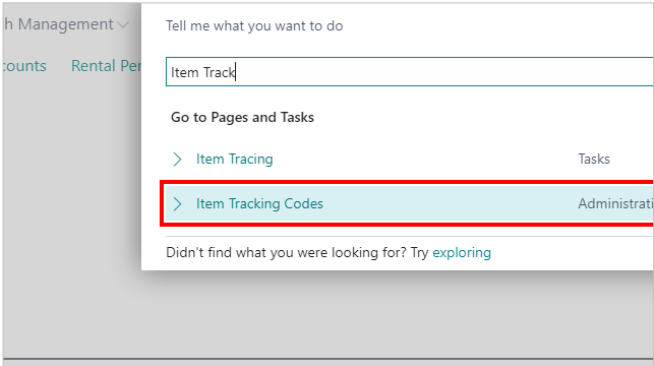 h Management
Tell me what you want to do
counts Rental Per
Item Track
Go to Pages and Tasks
Item Tracing Tasks
Item Tracking Codes Administrati
Didn't find what you were looking for? Try exploring